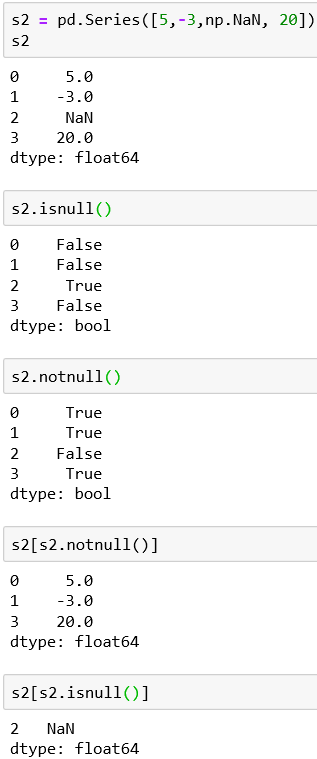 s2 = pd.Series([5,-3,np.NaN, 20])
s2
0     5.0
1    -3.0
2     NaN
3    20.0
dtype: float64
s2.isnull()
0    False
1    False
2     True
3    False
dtype: bool
s2.notnull()
0     True
1     True
2    False
3     True
dtype: bool
s2[s2.notnull()]
0     5.0
1    -3.0
3    20.0
dtype: float64
s2[s2.isnull()]
2   NaN
dtype: float64